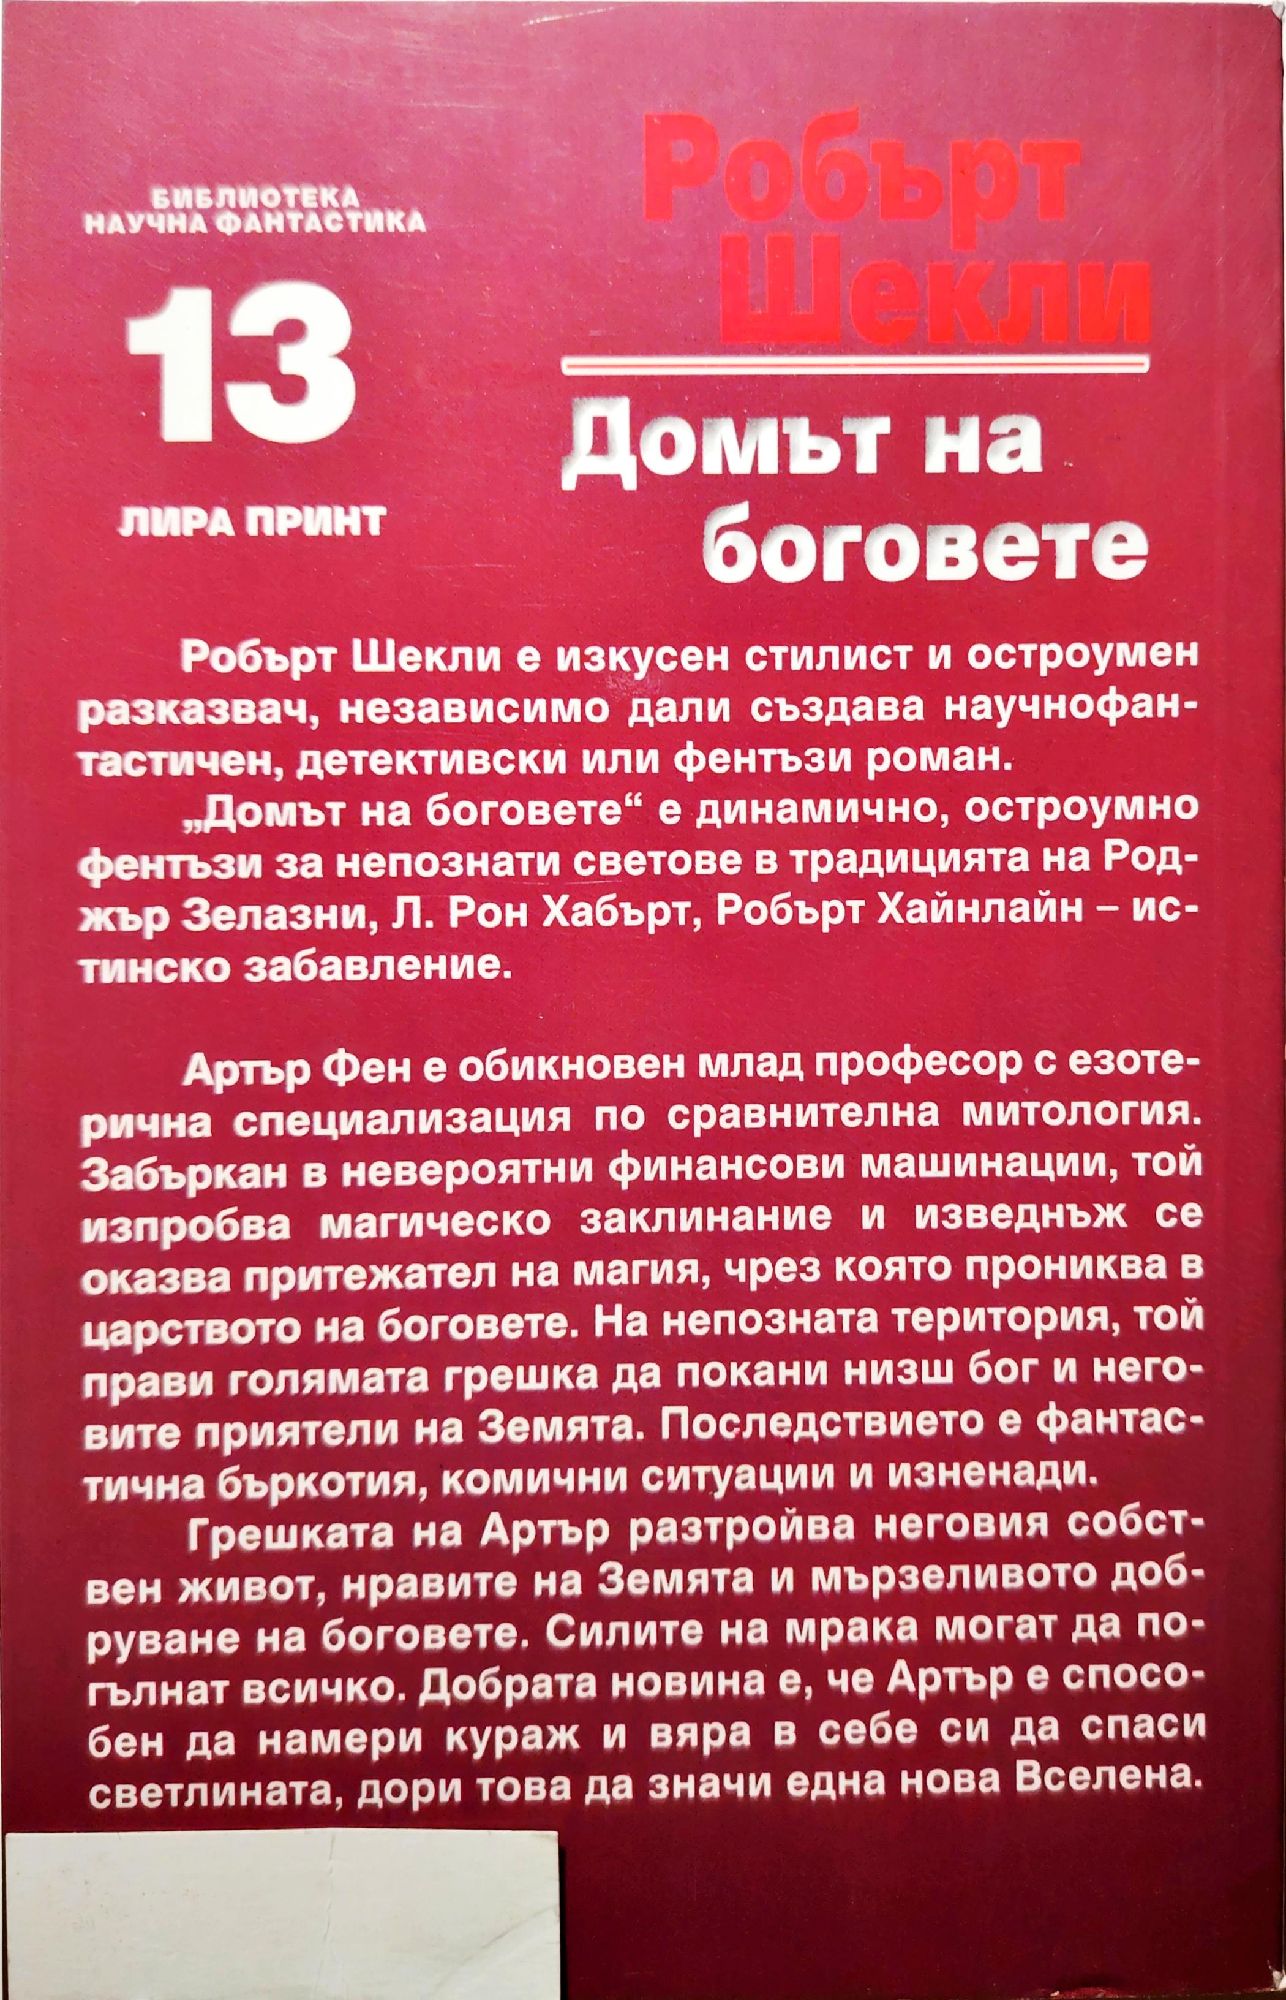 БИБЛИОТЕКА
НАУЧНА ФАНТАСТИКА
13
ЛИРА ПРИНТ
Робърт
Шекли
Домът на
боговете
Робърт Шекли е изкусен стилист и остроумен
разказвач, независимо дали създава научнофан-
тастичен, детективски или фентъзи роман.
„Домът на боговете“ е динамично, остроумно
фентъзи за непознати светове в традицията на Род-
жър Зелазни, Л. Рон Хабърт, Робърт Хайнлайн – ис-
тинско забавление.
Артър Фен е обикновен млад професор с езоте-
рична специализация по сравнителна митология.
Забъркан в невероятни финансови машинации, той
изпробва магическо заклинание и изведнъж се
оказва притежател на магия, чрез която прониква в
царството на боговете. На непозната територия, той
прави голямата грешка да покани низш бог и него-
вите приятели на Земята. Последствието е фантас-
тична бъркотия, комични ситуации и изненади.
Грешката на Артър разтройва неговия собст-
вен живот, нравите на Земята и мързеливото доб-
руване на боговете. Силите на мрака могат да по-
гълнат всичко. Добрата новина е, че Артър е спосо-
бен да намери кураж и вяра в себе си да спаси
светлината, дори това да значи една нова Вселена.